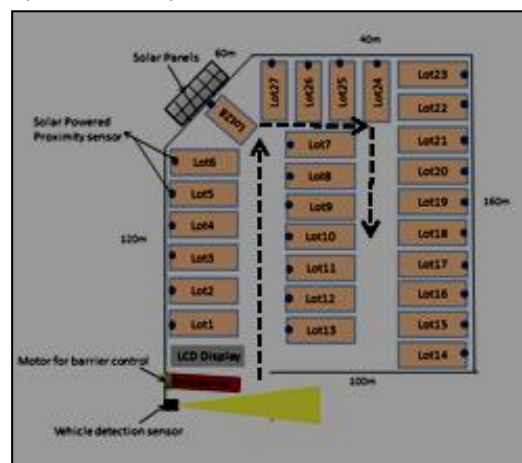 40m
60m
Solar Panels
Lot27
Lot26
Lot25
Lot24
Lot23
Lot22
Lot28
Solar Powered
Proximity sensor
Lot6
Lot7
Lot21
Lot5
Lot8
Lot20
Lot4
Lot9
Lot19
160m
120m
Lot10
Lot18
Lot3
Lot11
Lot17
Lot2
Lot12
Lot16
Lot1
Lot13
Lot15
LCD Display
Lot14
Motor for barrier control
100m
Vehicle detection sensor